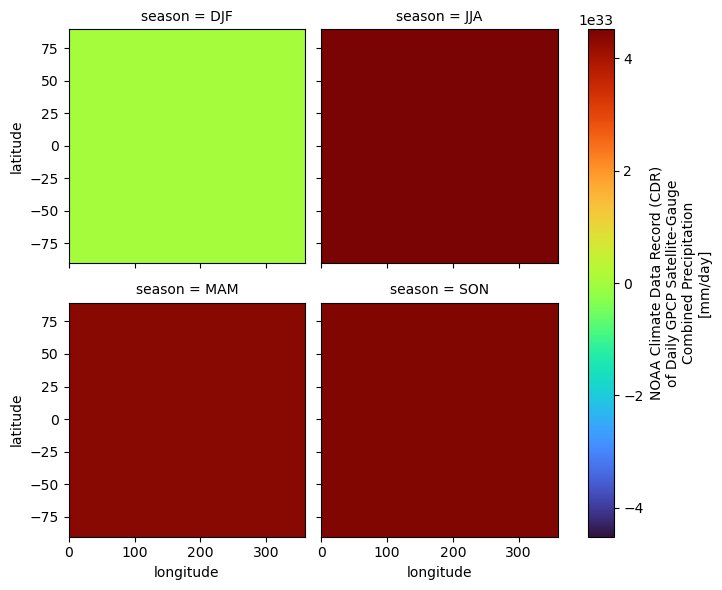 season = DJF
season = JJA
1e33
75
50
25
0
−25
−50
−75
latitude
4
2
0
−2
−4
NOAA Climate Data Record (CDR)
of Daily GPCP Satellite-Gauge
Combined Precipitation
[mm/day]
season = MAM
season = SON
75
50
25
0
−25
−50
−75
latitude
0
100
200
300
longitude
0
100
200
300
longitude